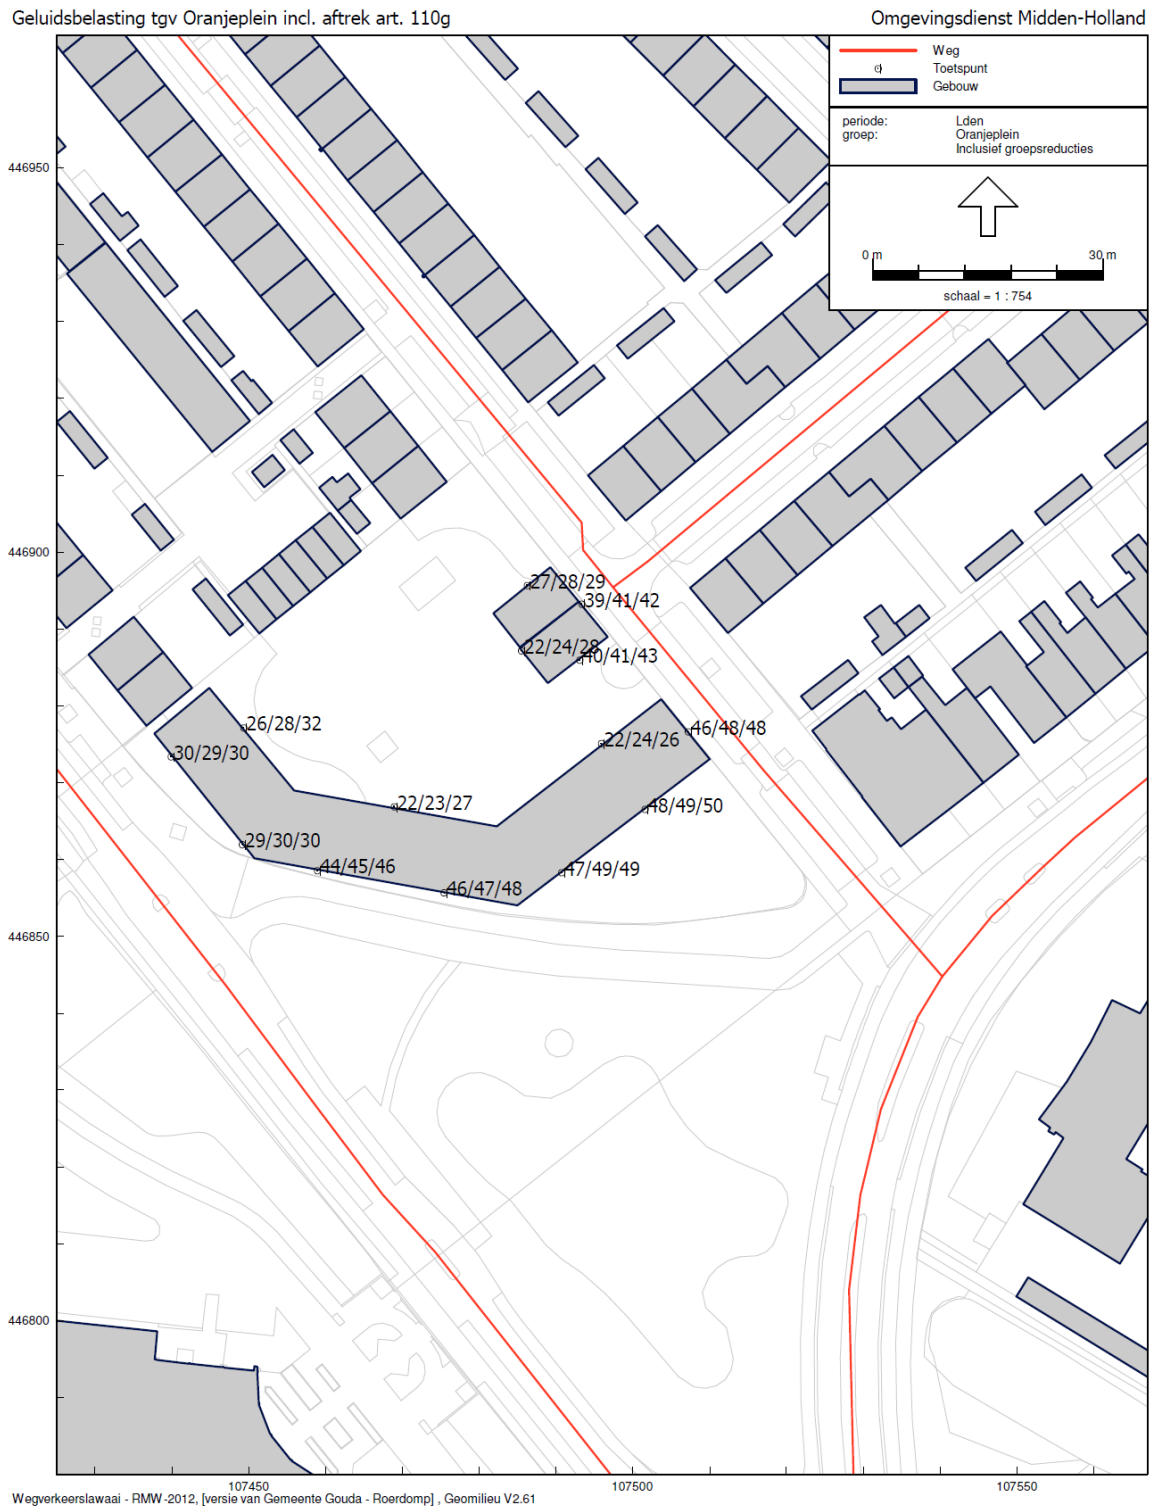 Geluidsbelasting tgv Oranjeplein incl. aftrek art. 110g
Omgevingsdienst Midden-Holland
Weg
Toetspunt
Gebouw
periode: Lden
groep: Oranjeplein
Inclusief groepsreducties
0 m 30 m
schaal = 1 : 754
446950
446900
27/28/29
39/41/42
22/24/28
40/41/43
26/28/32
46/48/48
22/24/26
30/29/30
22/23/27
48/49/50
29/30/30
44/45/46
47/49/49
46/47/48
446850
446800
107450 107500 107550
Wegverkeerslawaai - RMW-2012, [versie van Gemeente Gouda - Roerdomp] , Geomilieu V2.61